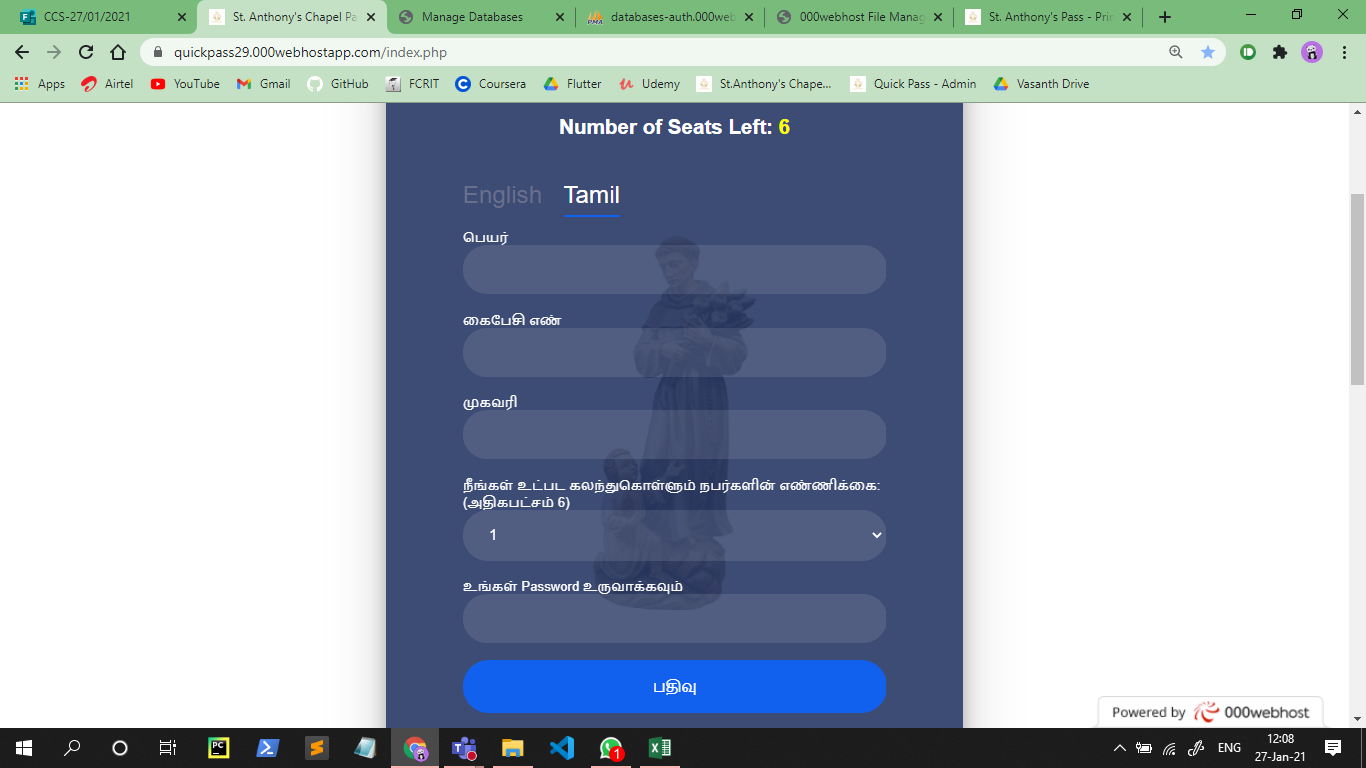 CCS-27/01/2021
St. Anthony's Chapel Pa
Manage Databases
databases-auth.000web
000webhost File Manag
St. Anthony's Pass - Prin
quickpass29.000webhostapp.com/index.php
Apps
Airtel
YouTube
Gmail
GitHub
FCRIT
Coursera
Flutter
Udemy
St.Anthony's Chape...
Quick Pass - Admin
Vasanth Drive
Number of Seats Left: 6
English
Tamil
பெயர்
கைபேசி எண்
முகவரி
நீங்கள் உட்பட கலந்துகொள்ளும் நபர்களின் எண்ணிக்கை:
(அதிகபட்சம் 6)
1
உங்கள் Password உருவாக்கவும்
பதிவு
Powered by 000webhost
PC
1
ENG
12:08
27-Jan-21